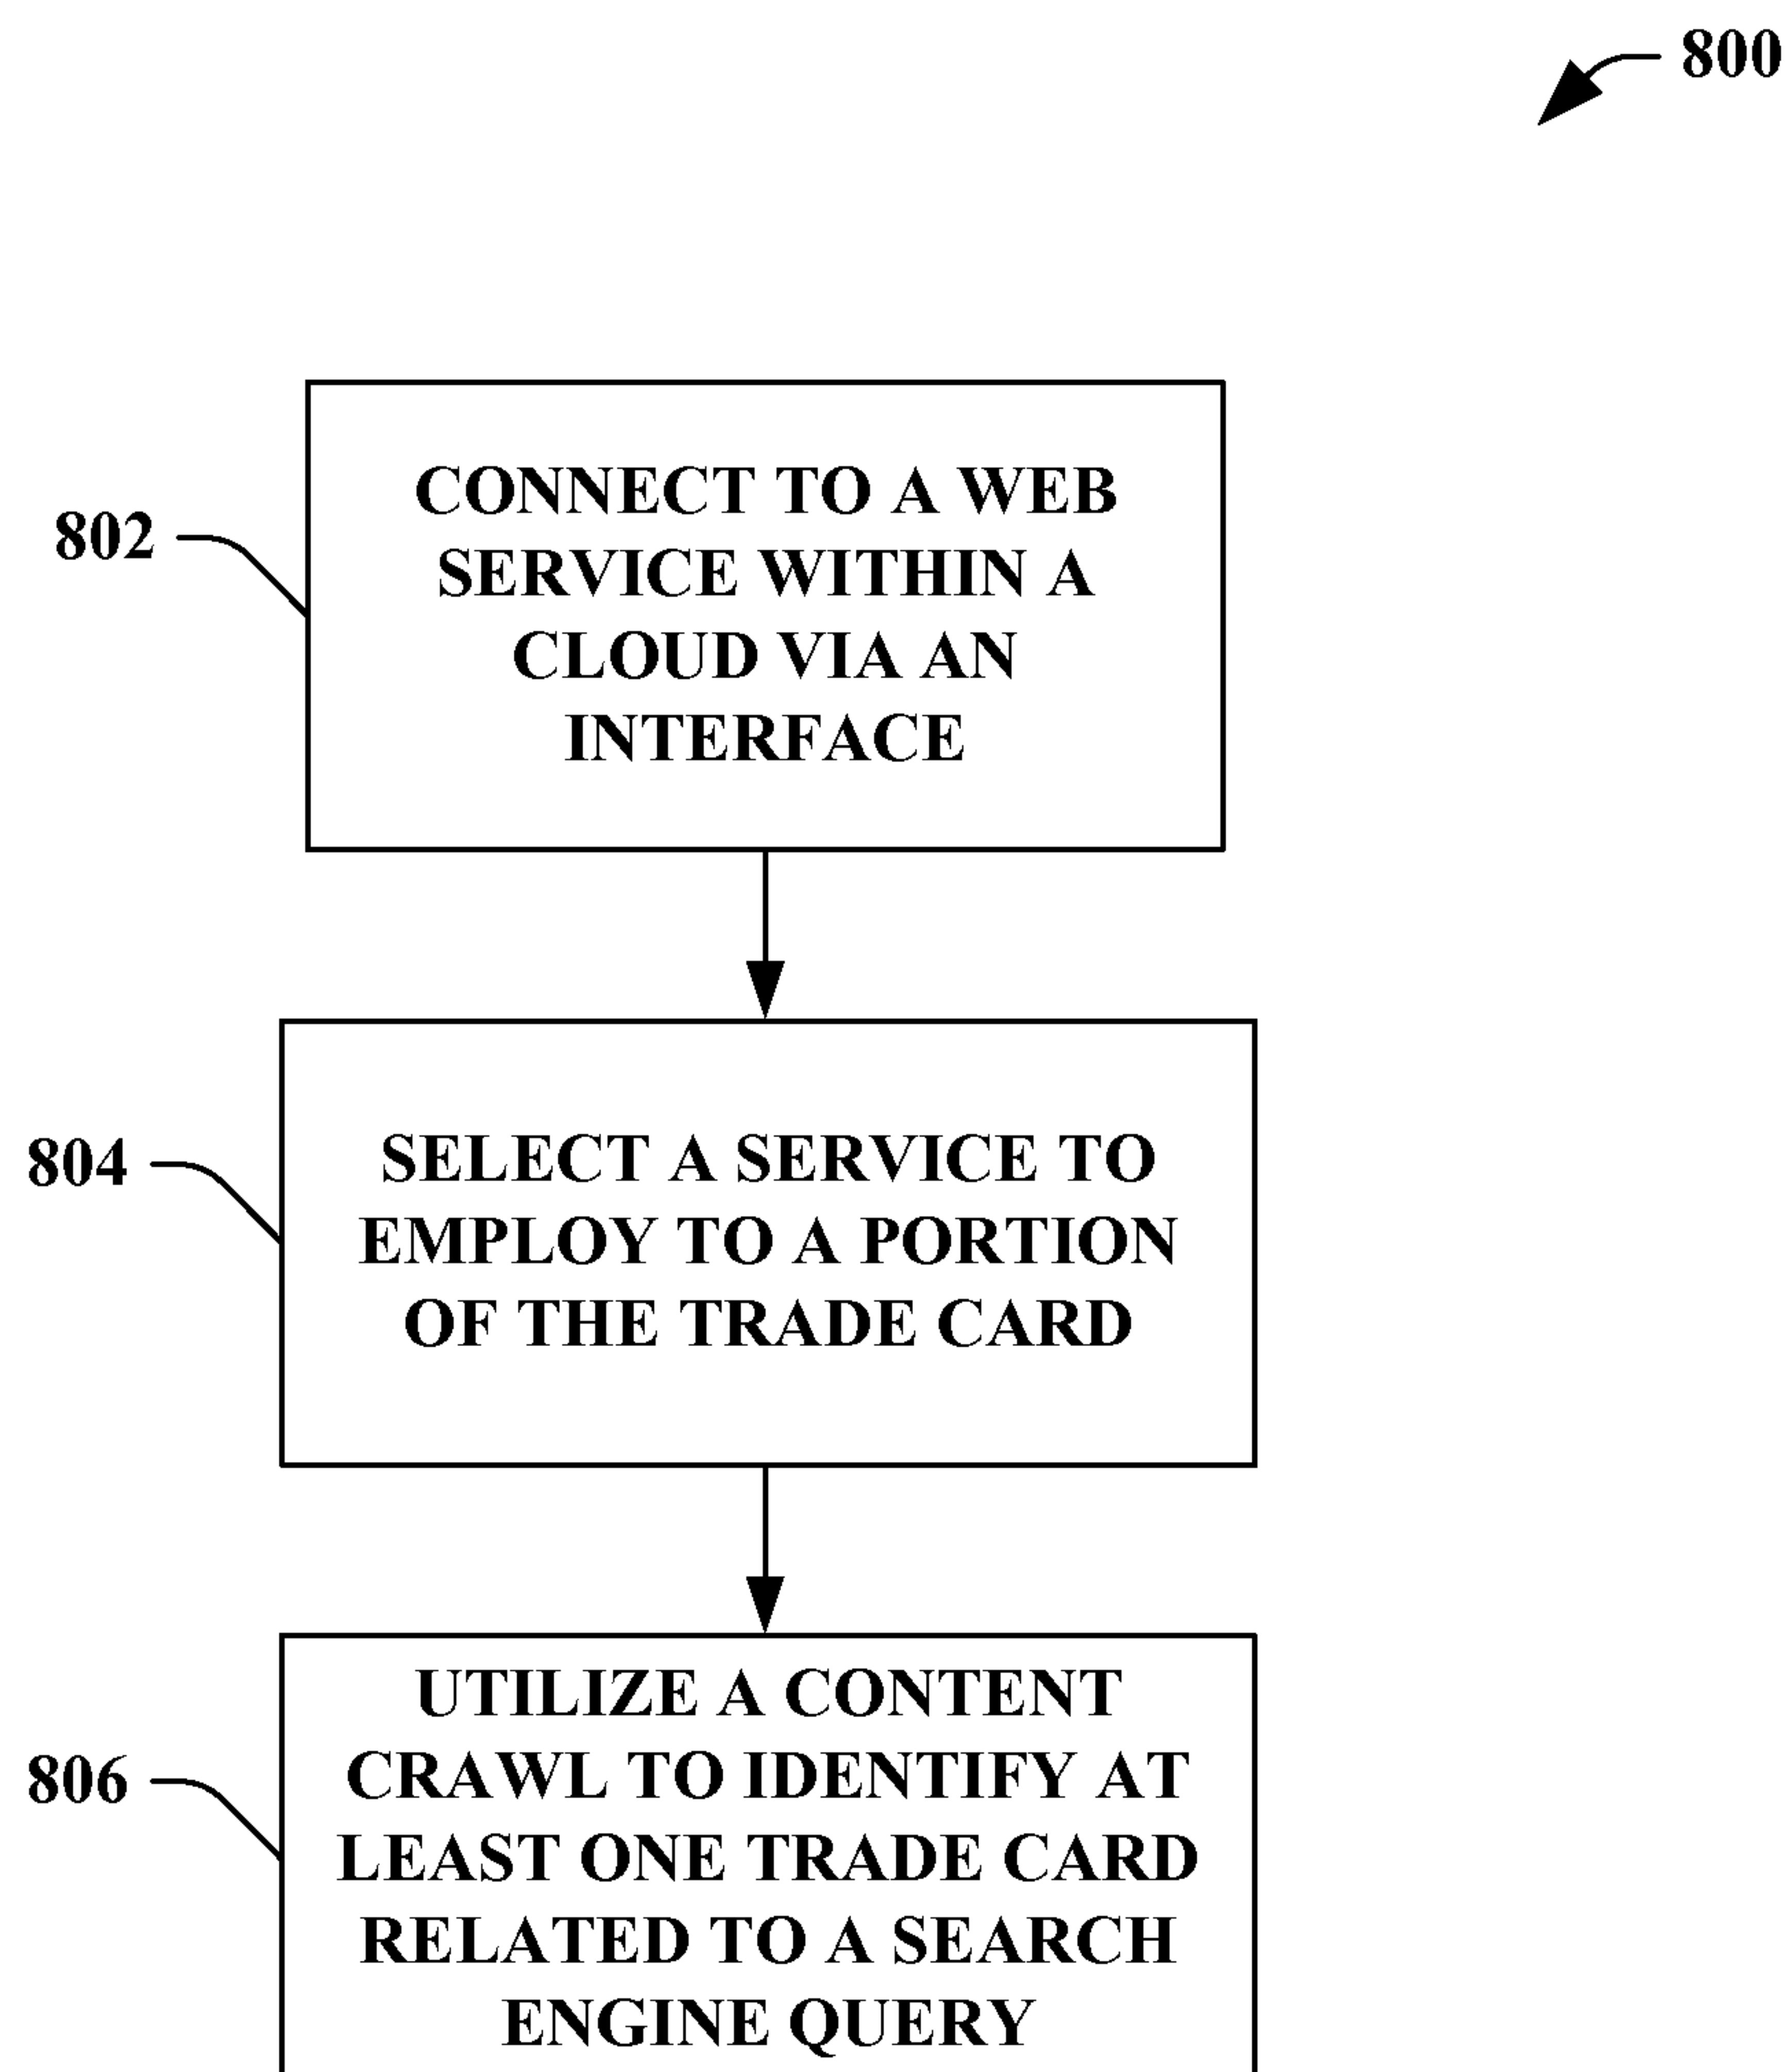 800
802
CONNECT TO A WEB
SERVICE WITHIN A
CLOUD VIA AN
INTERFACE
804
SELECT A SERVICE TO
EMPLOY TO A PORTION
OF THE TRADE CARD
806
UTILIZE A CONTENT
CRAWL TO IDENTIFY AT
LEAST ONE TRADE CARD
RELATED TO A SEARCH
ENGINE QUERY